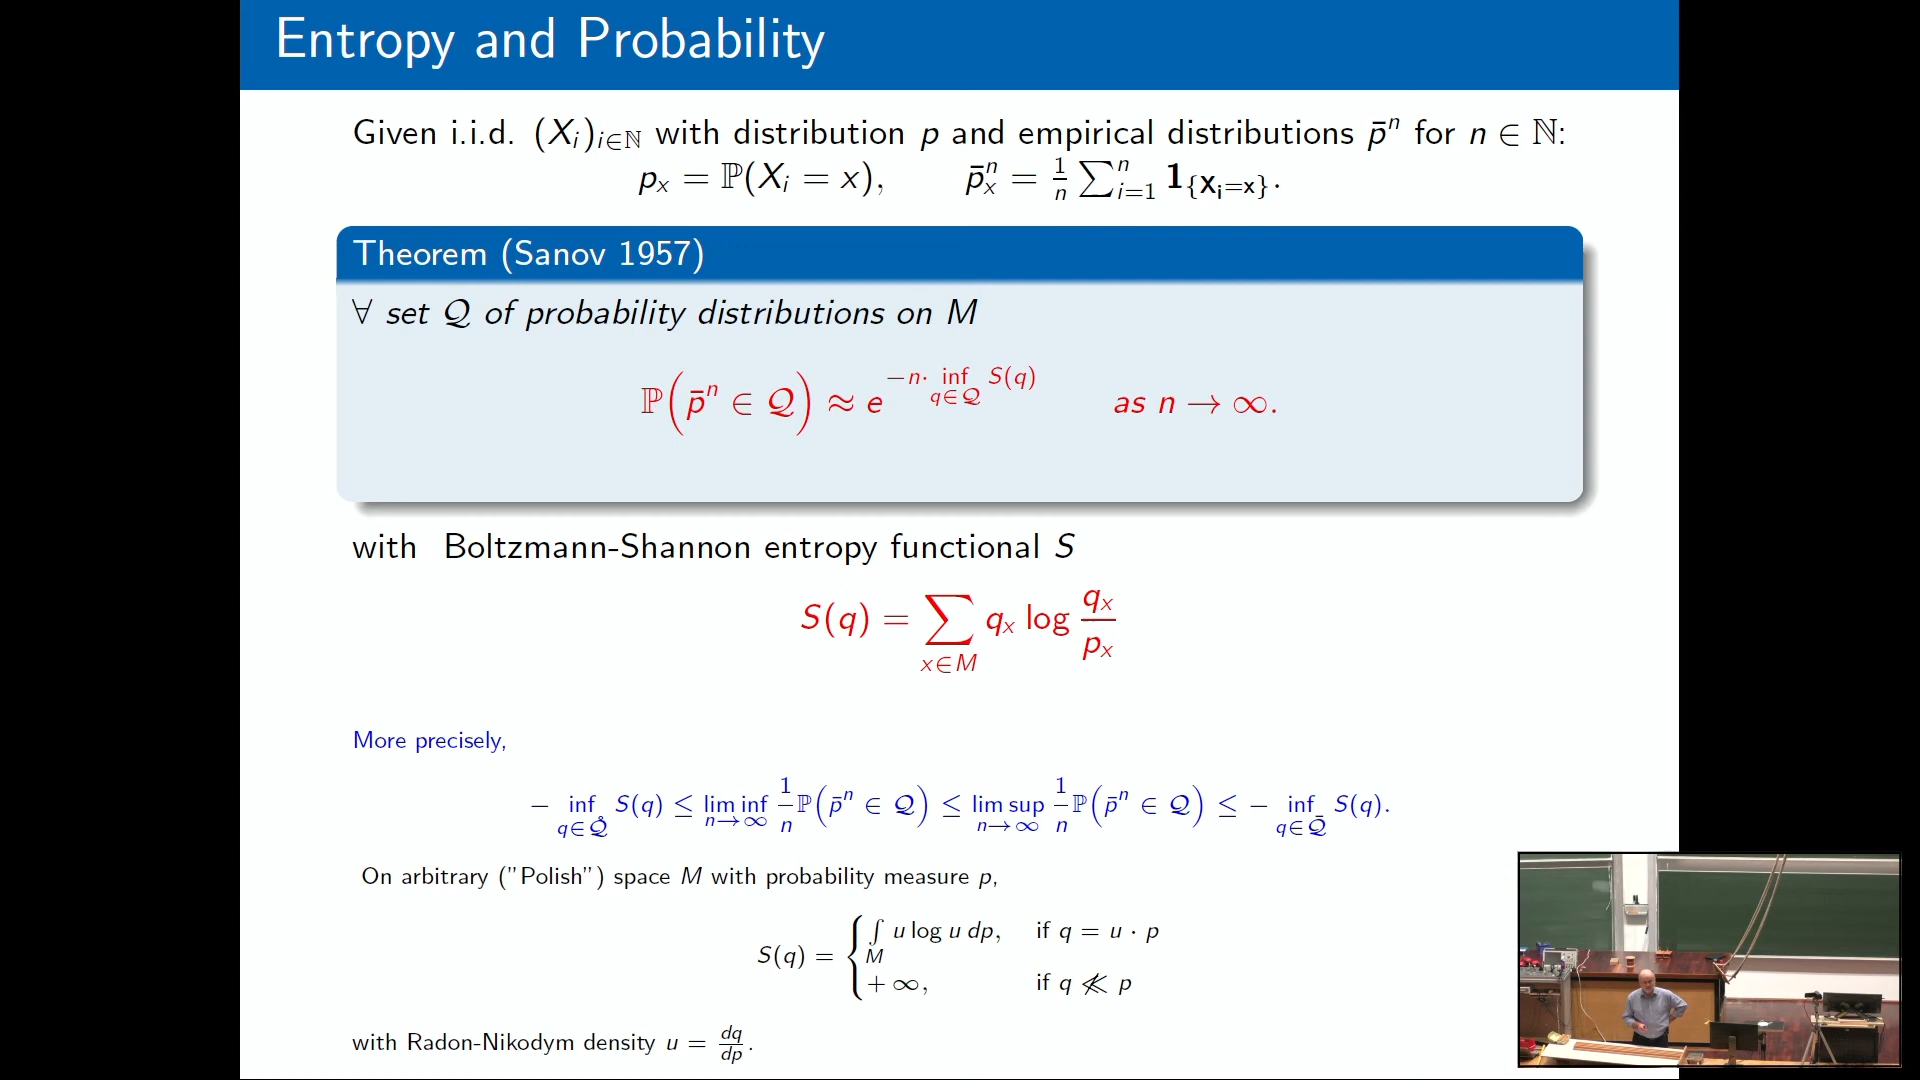 Entropy and Probability
Given i.i.d. (X_i)_{i∈ℕ} with distribution p and empirical distributions p̄ⁿ for n ∈ ℕ:
p_x = ℙ(X_i = x), p̄ⁿ_x = 1/n ∑_{i=1}^n 𝟏_{X_i=x}.
Theorem (Sanov 1957)
∀ set 𝒬 of probability distributions on M
ℙ(p̄ⁿ ∈ 𝒬) ≈ e^{−n· inf_{q∈𝒬} S(q)} as n → ∞.
with Boltzmann-Shannon entropy functional S
S(q) = ∑_{x∈M} q_x log q_x/p_x
More precisely,
− inf_{q∈𝒬̊} S(q) ≤ lim inf_{n→∞} 1/n ℙ(p̄ⁿ ∈ 𝒬) ≤ lim sup_{n→∞} 1/n ℙ(p̄ⁿ ∈ 𝒬) ≤ − inf_{q∈𝒬̄} S(q).
On arbitrary ("Polish") space M with probability measure p,
S(q) = { ∫_M u log u dp, if q = u · p
+ ∞, if q ≪̸ p
with Radon-Nikodym density u = dq/dp.